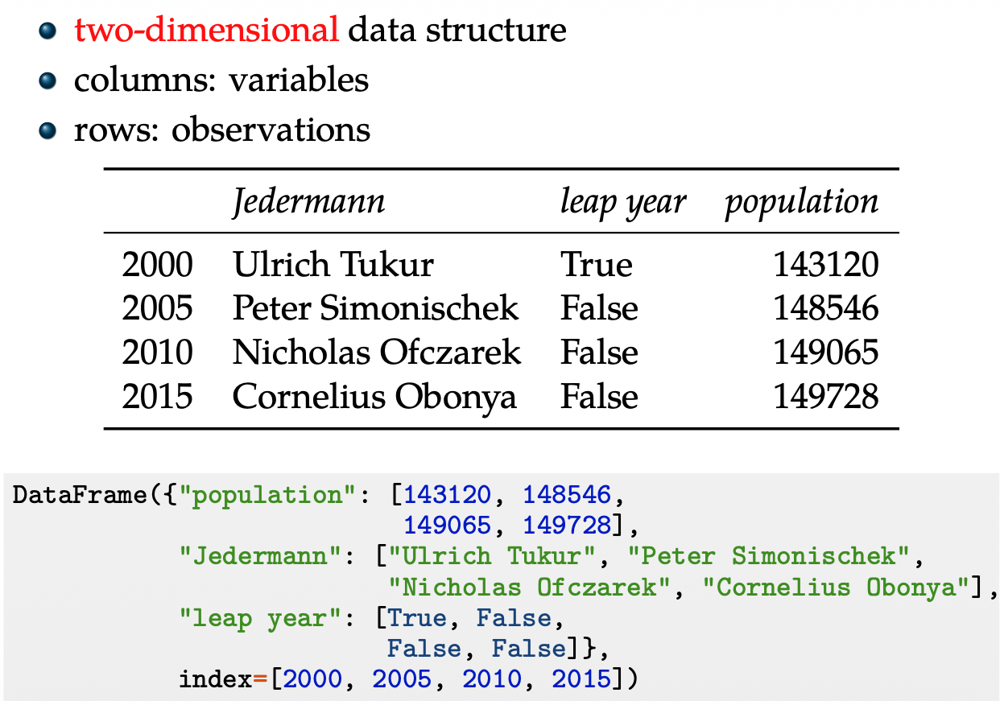 two-dimensional data structure
columns: variables
rows: observations
Jedermann leap year population
2000 Ulrich Tukur True 143120
2005 Peter Simonischek False 148546
2010 Nicholas Ofczarek False 149065
2015 Cornelius Obonya False 149728
DataFrame({"population": [143120, 148546,
149065, 149728],
"Jedermann": ["Ulrich Tukur", "Peter Simonischek",
"Nicholas Ofczarek", "Cornelius Obonya"],
"leap year": [True, False,
False, False]},
index=[2000, 2005, 2010, 2015])